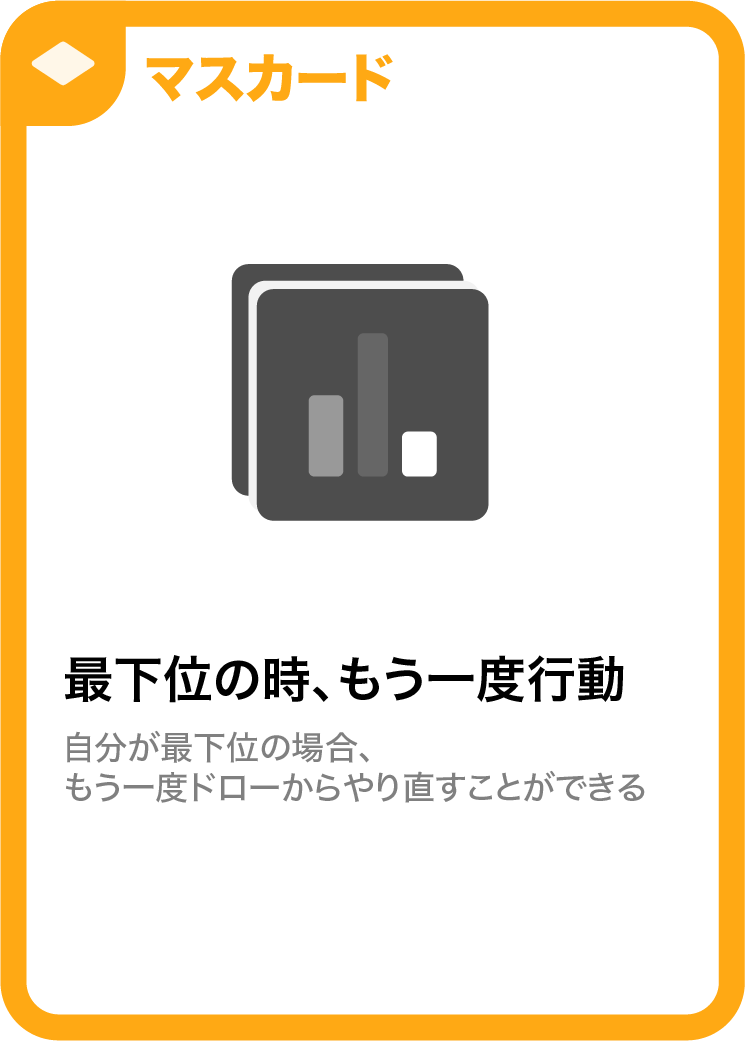 マスカード
最下位の時、もう一度行動
自分が最下位の場合、
もう一度ドローからやり直すことができる